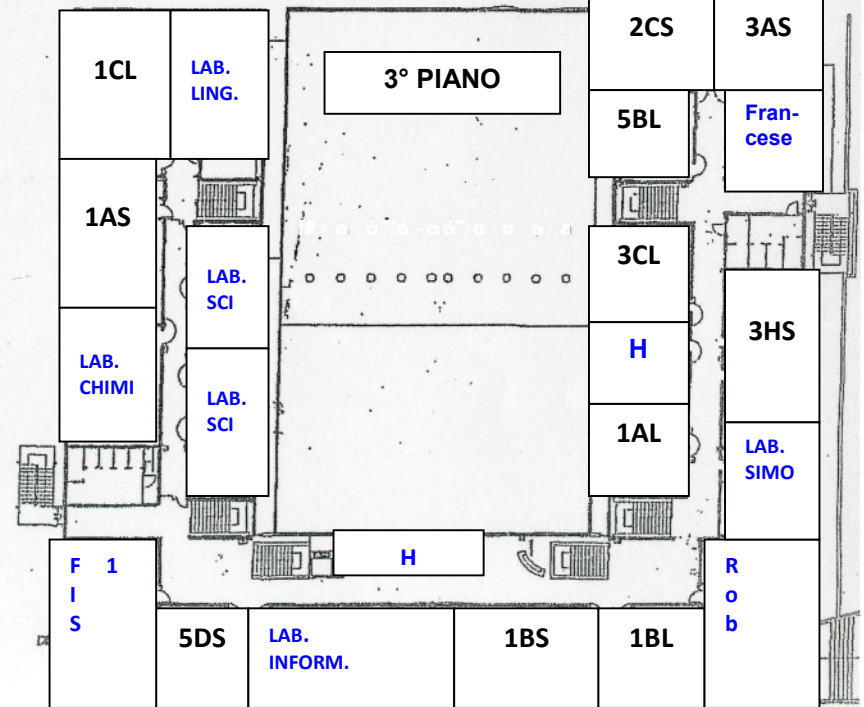 2CS
3AS
1CL
LAB.
LING.
3° PIANO
5BL
Fran-
cese
1AS
3CL
LAB.
SCI
H
3HS
LAB.
CHIMI
LAB.
SCI
1AL
LAB.
SIMO
H
F 1
I
S
R
o
b
5DS
LAB.
INFORM.
1BS
1BL